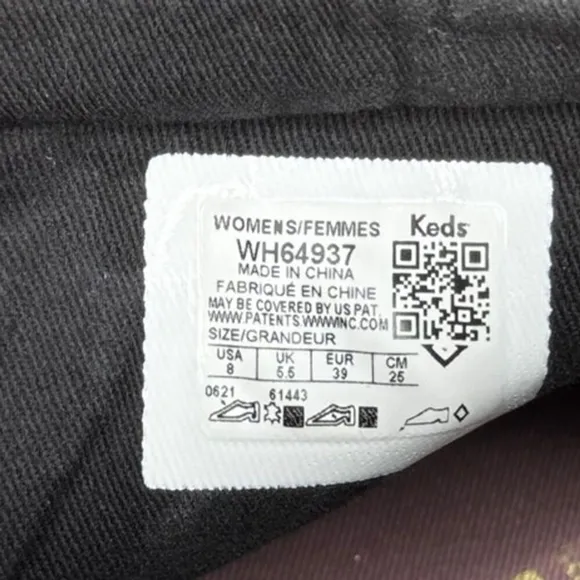 WOMENS/FEMMES Keds
WH64937
MADE IN CHINA
FABRIQUÉ EN CHINE
MAY BE COVERED BY US PAT.
WWW.PATENTS.WWWINC.COM
SIZE/GRANDEUR
USA UK EUR CM
8 5.5 39 25
0621 61443